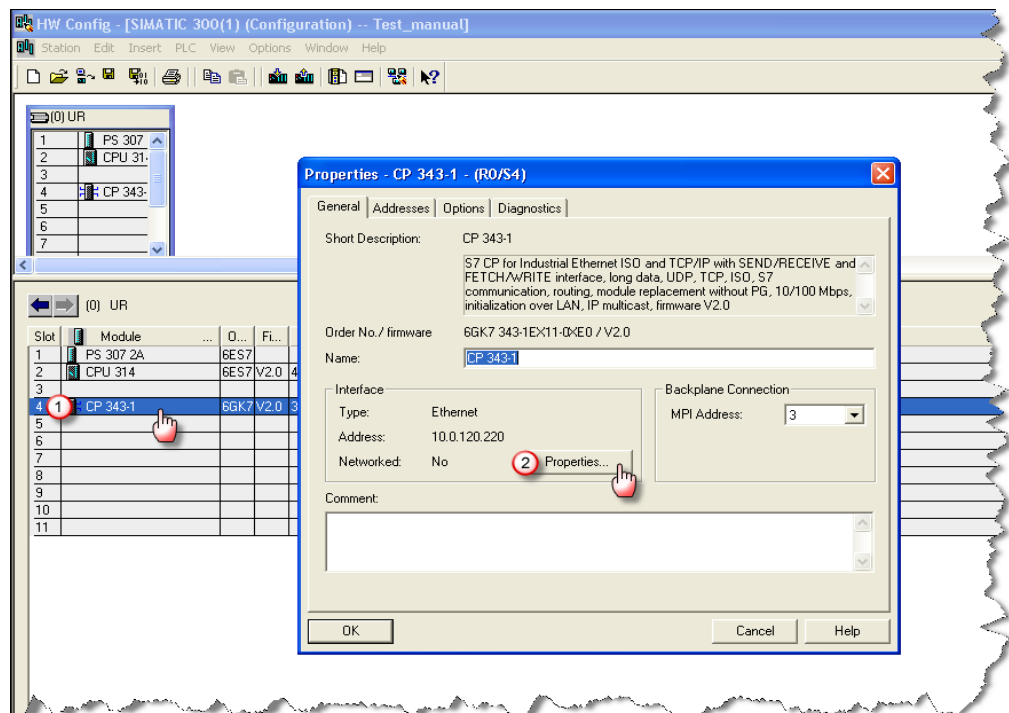 HW Config - [SIMATIC 300(1) (Configuration) -- Test_manual]
Station Edit Insert PLC View Options Window Help
(0) UR
1 PS 307
2 CPU 31
3
4 CP 343-
5
6
7
(0) UR
Slot Module ... O... Fi...
1 PS 307 2A 6ES7
2 CPU 314 6ES7 V2.0 4
3
4 1 CP 343-1 6GK7 V2.0 3
5
6
7
8
9
10
11
Properties - CP 343-1 - (R0/S4)
General Addresses Options Diagnostics
Short Description: CP 343-1
S7 CP for Industrial Ethernet ISO and TCP/IP with SEND/RECEIVE and
FETCH/WRITE interface, long data, UDP, TCP, ISO, S7
communication, routing, module replacement without PG, 10/100 Mbps,
initialization over LAN, IP multicast, firmware V2.0
Order No./ firmware 6GK7 343-1EX11-0XE0 / V2.0
Name: CP 343-1
Interface
Type: Ethernet
Address: 10.0.120.220
Networked: No
2 Properties...
Backplane Connection
MPI Address: 3
Comment:
OK Cancel Help